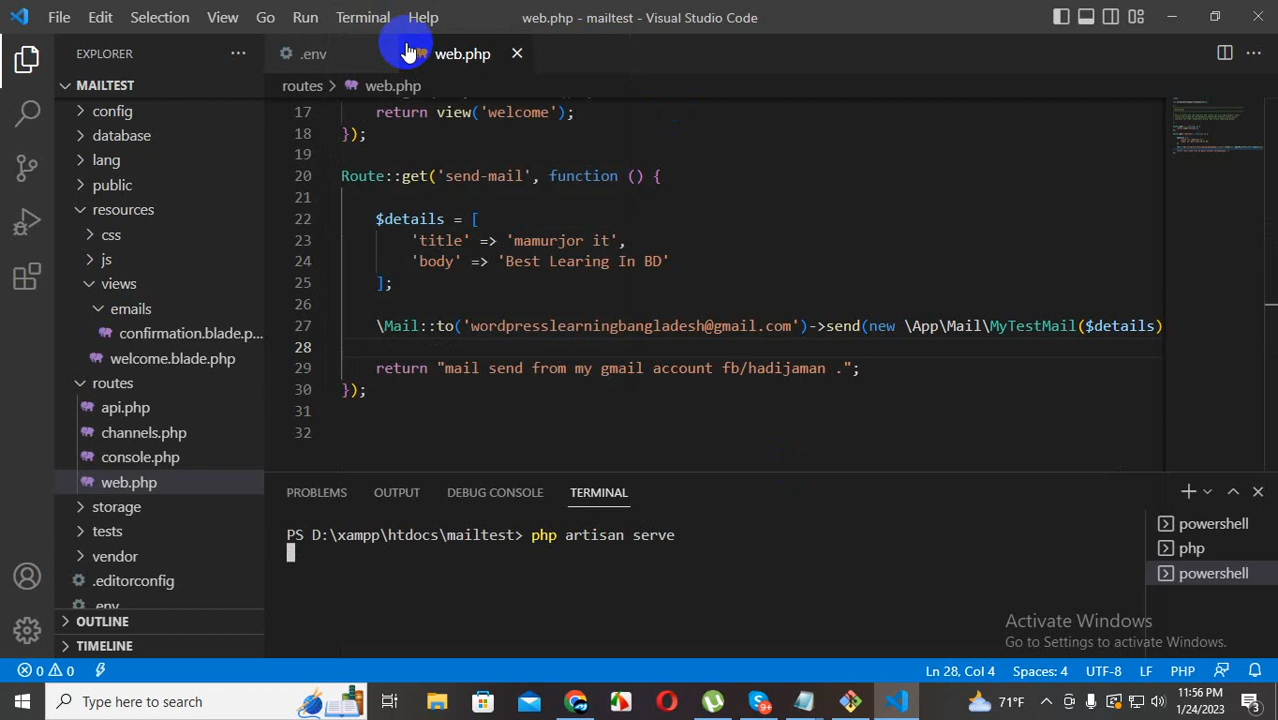 File Edit Selection View Go Run Terminal Help web.php - mailtest - Visual Studio Code
EXPLORER
.env web.php
MAILTEST
routes > web.php
config
database
lang
public
resources
css
js
views
emails
confirmation.blade.p...
welcome.blade.php
routes
api.php
channels.php
console.php
web.php
storage
tests
vendor
.editorconfig
.env
OUTLINE
TIMELINE
17 return view('welcome');
18 });
19
20 Route::get('send-mail', function () {
21
22 $details = [
23 'title' => 'mamurjor it',
24 'body' => 'Best Learing In BD'
25 ];
26
27 \Mail::to('wordpresslearningbangladesh@gmail.com')->send(new \App\Mail\MyTestMail($details)
28
29 return "mail send from my gmail account fb/hadijaman .";
30 });
31
32
PROBLEMS OUTPUT DEBUG CONSOLE TERMINAL
PS D:\xampp\htdocs\mailtest> php artisan serve
powershell
php
powershell
Activate Windows
Go to Settings to activate Windows.
0 0 Ln 28, Col 4 Spaces: 4 UTF-8 LF PHP
Type here to search
71°F
11:56 PM
1/24/2023
3